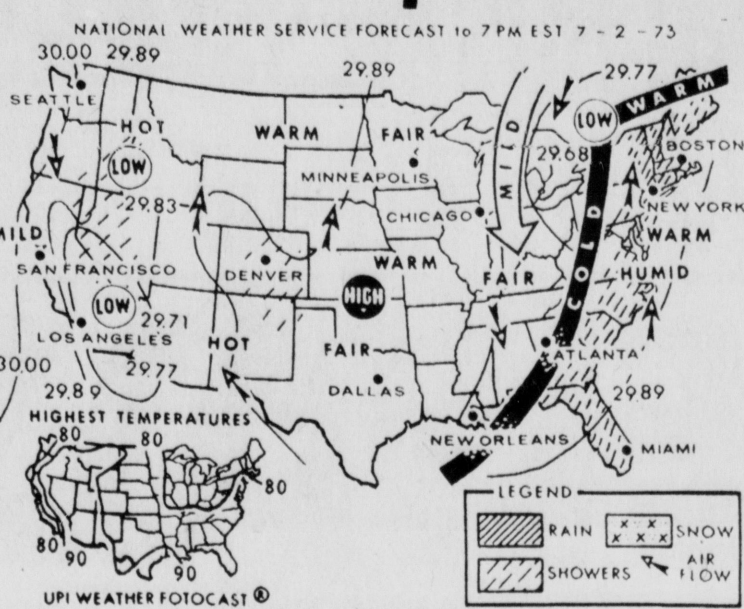 NATIONAL WEATHER SERVICE FORECAST to 7 PM EST 7 - 2 - 73
30.00 29.89
29.89
29.77
SEATTLE
HOT
WARM
FAIR
MILD
LOW
WARM
LOW
29.68
BOSTON
MINNEAPOLIS
29.83
CHICAGO
NEW YORK
MILD
COLD
WARM
SAN FRANCISCO
DENVER
WARM
FAIR
HUMID
HIGH
LOW
LOS ANGELES
29.71
HOT
FAIR
ATLANTA
30.00
29.77
29.89
DALLAS
29.89
HIGHEST TEMPERATURES
NEW ORLEANS
MIAMI
80
80
80
80
90
90
UPI WEATHER FOTOCAST ®
LEGEND
RAIN
SNOW
SHOWERS
AIR FLOW